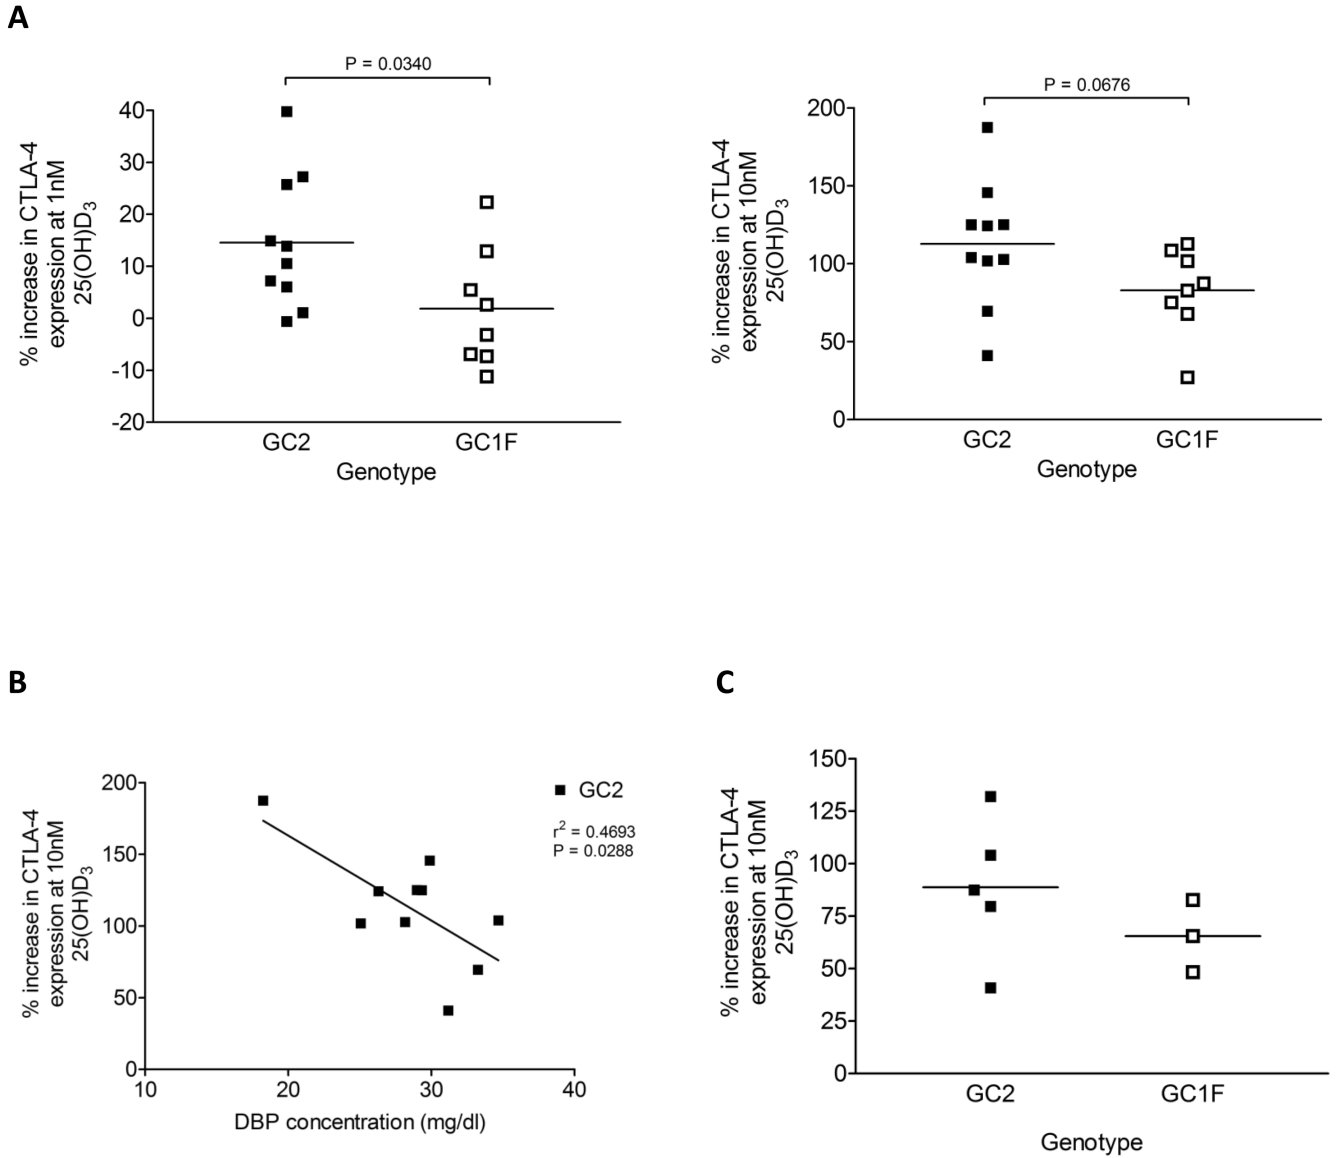 A
P = 0.0340
% increase in CTLA-4
expression at 1nM
25(OH)D3
40
30
20
10
0
-10
-20
GC2
GC1F
Genotype
P = 0.0676
% increase in CTLA-4
expression at 10nM
25(OH)D3
200
150
100
50
0
GC2
GC1F
Genotype
B
% increase in CTLA-4
expression at 10nM
25(OH)D3
200
150
100
50
0
10
20
30
40
DBP concentration (mg/dl)
GC2
r2 = 0.4693
P = 0.0288
C
% increase in CTLA-4
expression at 10nM
25(OH)D3
150
125
100
75
50
25
0
GC2
GC1F
Genotype